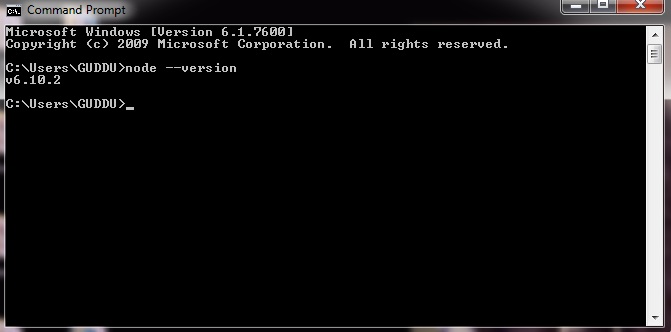 Command Prompt
Microsoft Windows [Version 6.1.7600]
Copyright (c) 2009 Microsoft Corporation.  All rights reserved.
C:\Users\GUDDU>node --version
v6.10.2
C:\Users\GUDDU>_